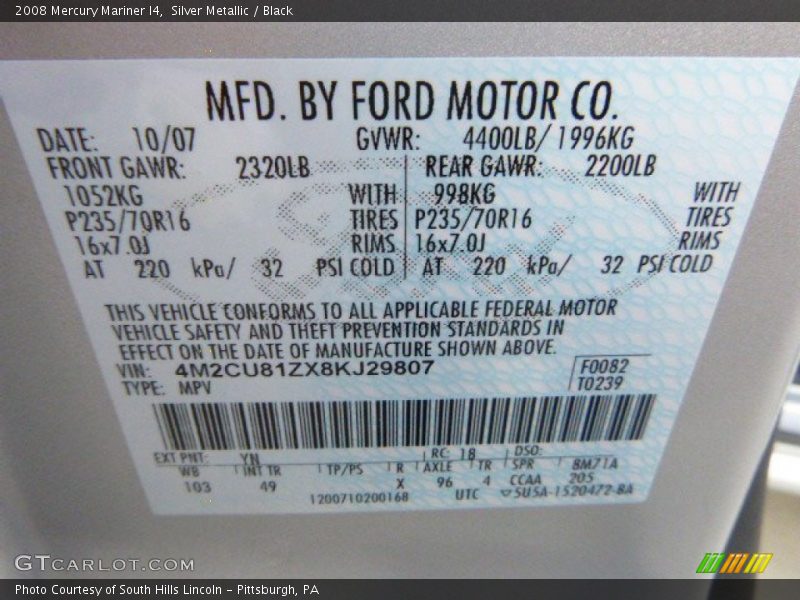 2008 Mercury Mariner I4, Silver Metallic / Black
MFD. BY FORD MOTOR CO.
DATE: 10/07 GVWR: 4400LB/ 1996KG
FRONT GAWR: 2320LB REAR GAWR: 2200LB
1052KG WITH 998KG WITH
P235/70R16 TIRES P235/70R16 TIRES
16x7.0J RIMS 16x7.0J RIMS
AT 220 kPa/ 32 PSI COLD AT 220 kPa/ 32 PSI COLD
THIS VEHICLE CONFORMS TO ALL APPLICABLE FEDERAL MOTOR
VEHICLE SAFETY AND THEFT PREVENTION STANDARDS IN
EFFECT ON THE DATE OF MANUFACTURE SHOWN ABOVE.
VIN: 4M2CU81ZX8KJ29807 F0082
TYPE: MPV T0239
EXT PNT: YN RC: 18 DSO:
WB INT TR TP/PS R AXLE TR SPR 8M71A
103 49 X 96 4 CCAA 205
1200710200168 UTC ▽5U5A-1520472-BA
GTCARLOT.COM
Photo Courtesy of South Hills Lincoln - Pittsburgh, PA